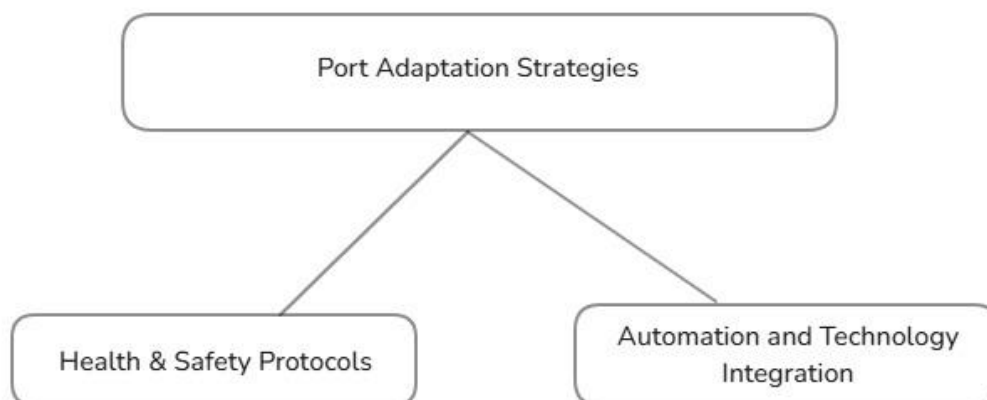 Port Adaptation Strategies
Health & Safety Protocols
Automation and Technology
Integration